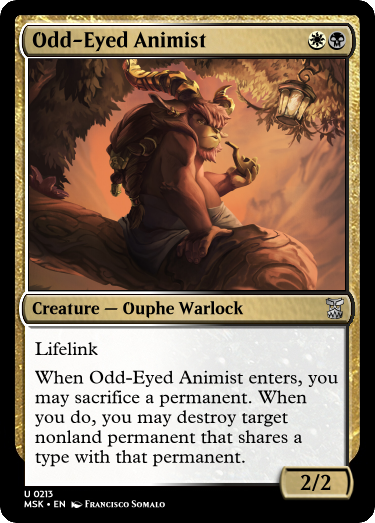 Odd-Eyed Animist
Creature — Ouphe Warlock
Lifelink
When Odd-Eyed Animist enters, you
may sacrifice a permanent. When
you do, you may destroy target
nonland permanent that shares a
type with that permanent.
2/2
U 0213
MSK • EN Francisco Somalo